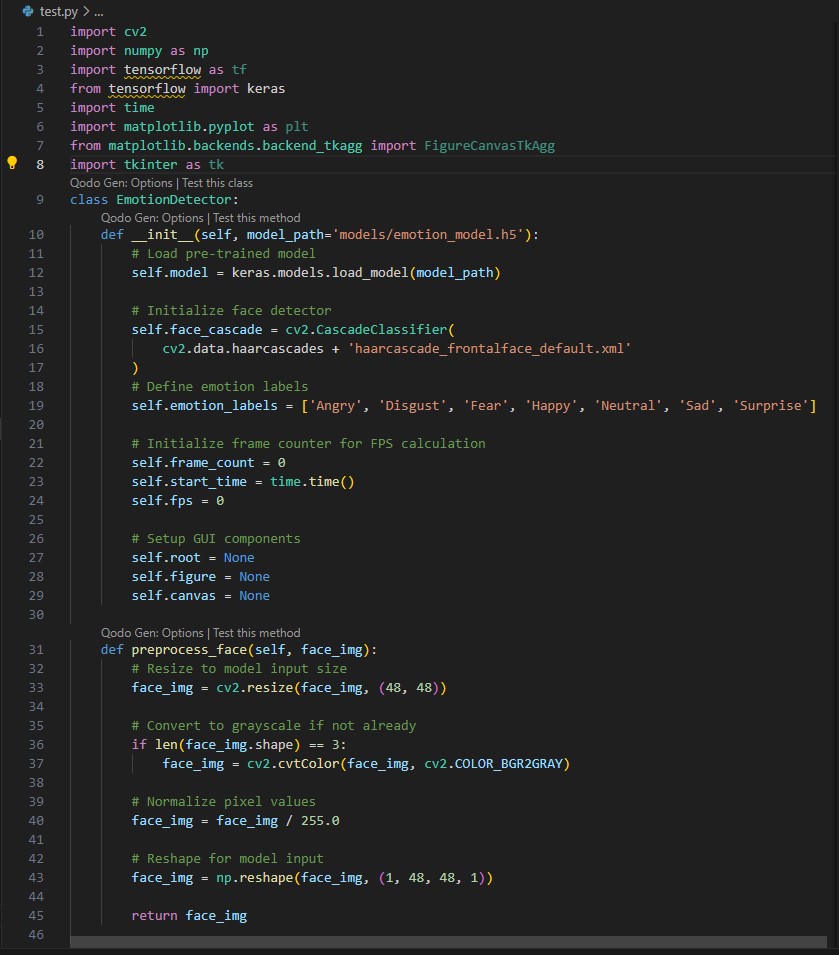 test.py > ...
1 import cv2
2 import numpy as np
3 import tensorflow as tf
4 from tensorflow import keras
5 import time
6 import matplotlib.pyplot as plt
7 from matplotlib.backends.backend_tkagg import FigureCanvasTkAgg
8 import tkinter as tk
Qodo Gen: Options | Test this class
9 class EmotionDetector:
Qodo Gen: Options | Test this method
10     def __init__(self, model_path='models/emotion_model.h5'):
11         # Load pre-trained model
12         self.model = keras.models.load_model(model_path)
13
14         # Initialize face detector
15         self.face_cascade = cv2.CascadeClassifier(
16             cv2.data.haarcascades + 'haarcascade_frontalface_default.xml'
17         )
18         # Define emotion labels
19         self.emotion_labels = ['Angry', 'Disgust', 'Fear', 'Happy', 'Neutral', 'Sad', 'Surprise']
20
21         # Initialize frame counter for FPS calculation
22         self.frame_count = 0
23         self.start_time = time.time()
24         self.fps = 0
25
26         # Setup GUI components
27         self.root = None
28         self.figure = None
29         self.canvas = None
30
Qodo Gen: Options | Test this method
31     def preprocess_face(self, face_img):
32         # Resize to model input size
33         face_img = cv2.resize(face_img, (48, 48))
34
35         # Convert to grayscale if not already
36         if len(face_img.shape) == 3:
37             face_img = cv2.cvtColor(face_img, cv2.COLOR_BGR2GRAY)
38
39         # Normalize pixel values
40         face_img = face_img / 255.0
41
42         # Reshape for model input
43         face_img = np.reshape(face_img, (1, 48, 48, 1))
44
45         return face_img
46